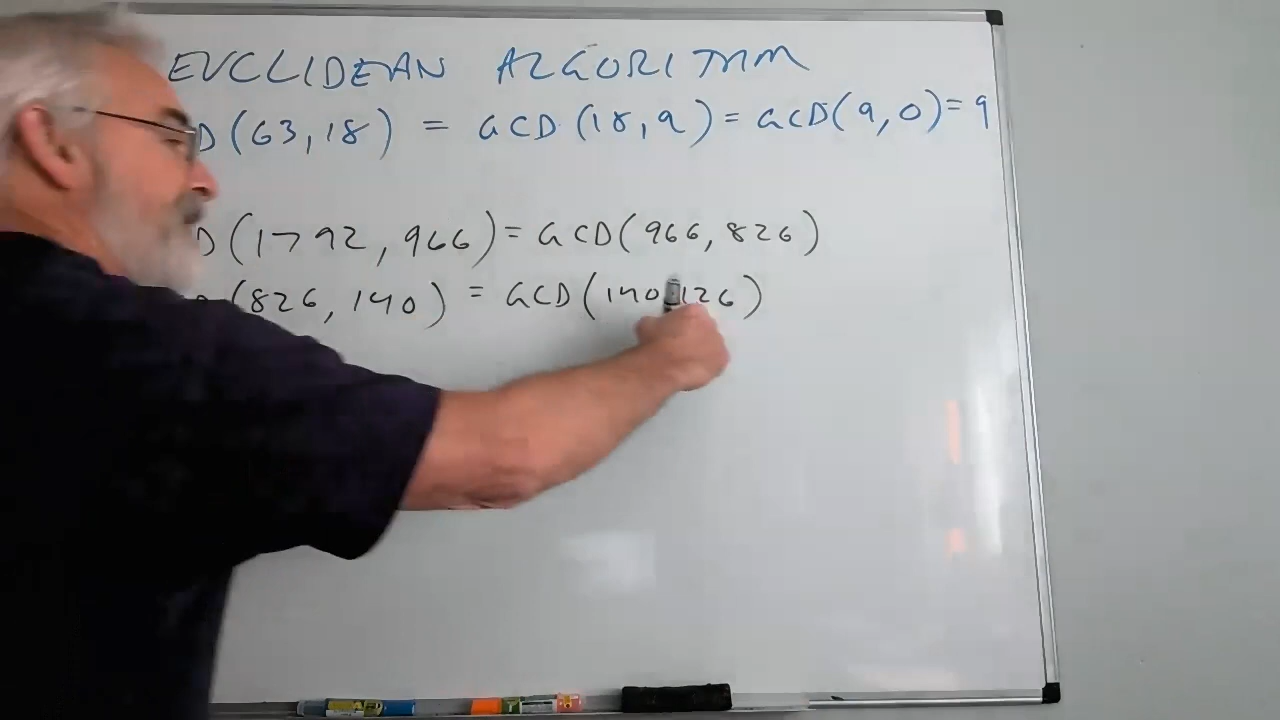 EUCLIDEAN ALGORITHM
D(63,18) = GCD(18,9) = GCD(9,0) = 9
D(1792,966) = GCD(966,826)
(826,140) = GCD(140,126)